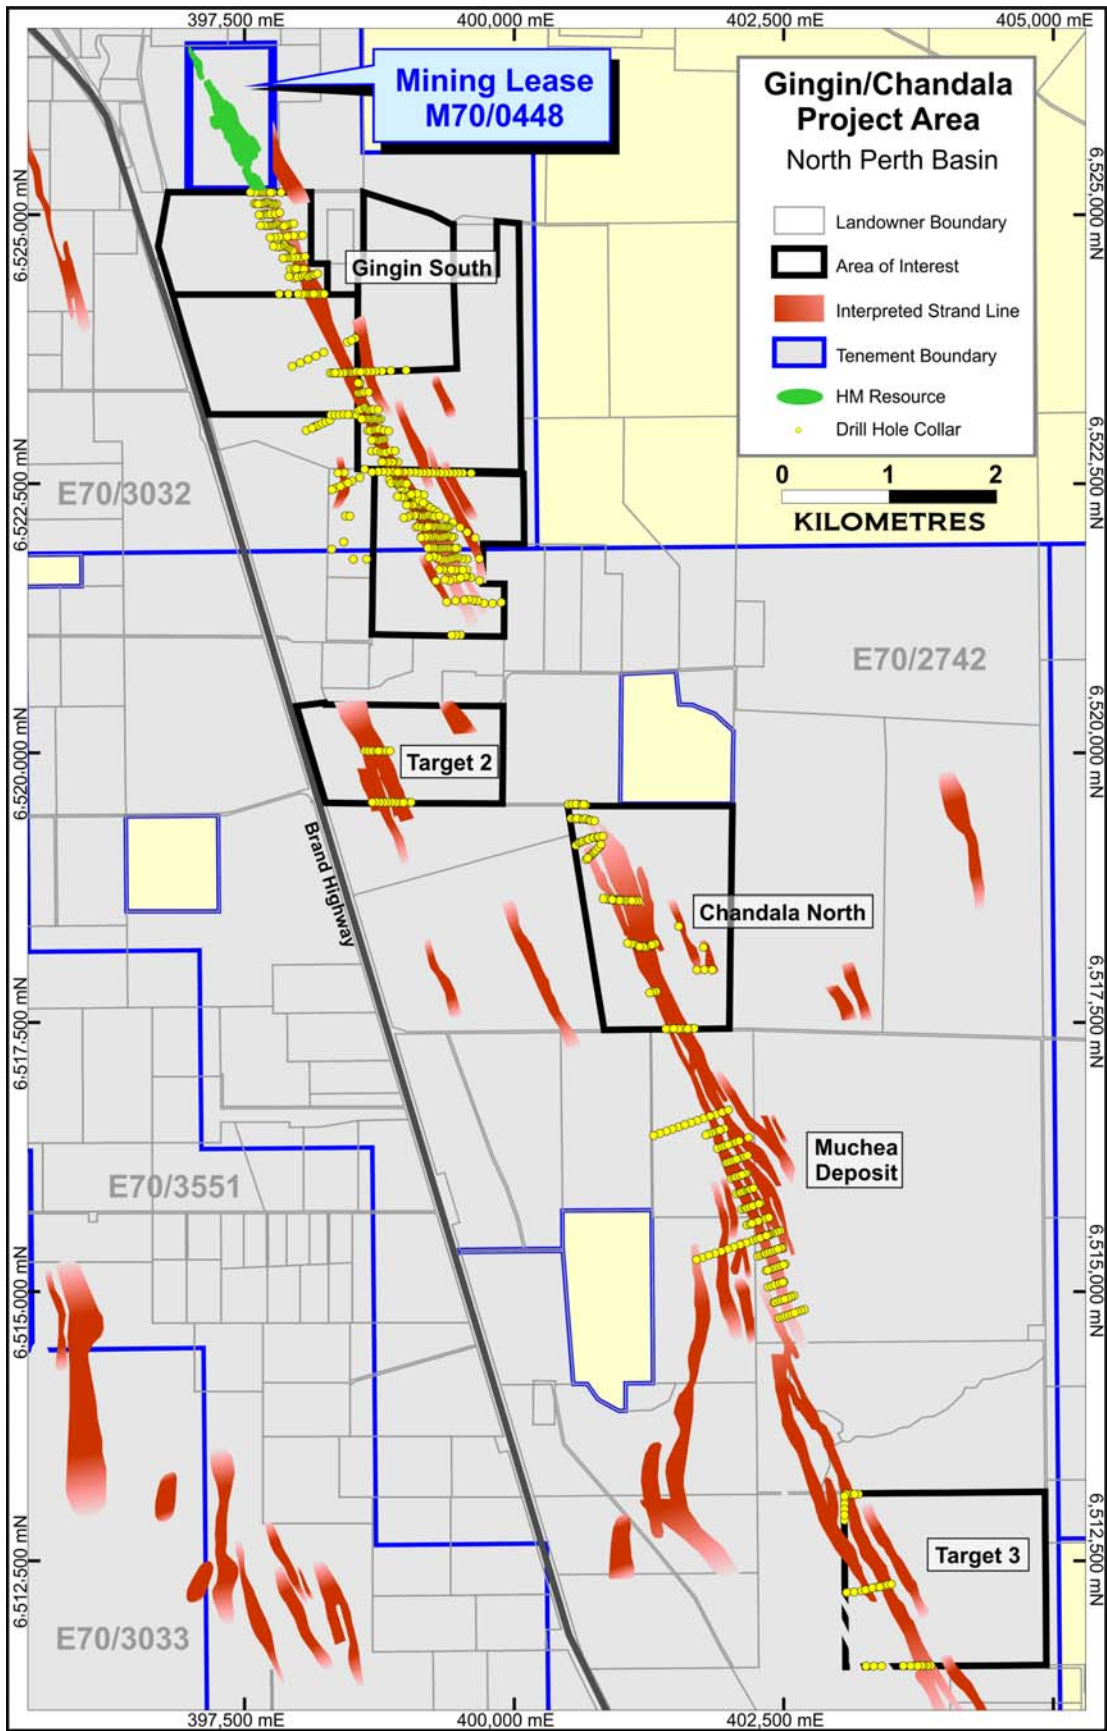 397,500 mE
400,000 mE
402,500 mE
405,000 mE
Mining Lease
M70/0448
Gingin/Chandala
Project Area
North Perth Basin
Landowner Boundary
Area of Interest
Interpreted Strand Line
Tenement Boundary
HM Resource
Drill Hole Collar
0 1 2
KILOMETRES
6,525,000 mN
6,525,000 mN
Gingin South
6,522,500 mN
6,522,500 mN
E70/3032
E70/2742
6,520,000 mN
6,520,000 mN
Target 2
Brand Highway
Chandala North
6,517,500 mN
6,517,500 mN
Muchea
Deposit
E70/3551
6,515,000 mN
6,515,000 mN
6,512,500 mN
6,512,500 mN
Target 3
E70/3033
397,500 mE
400,000 mE
402,500 mE